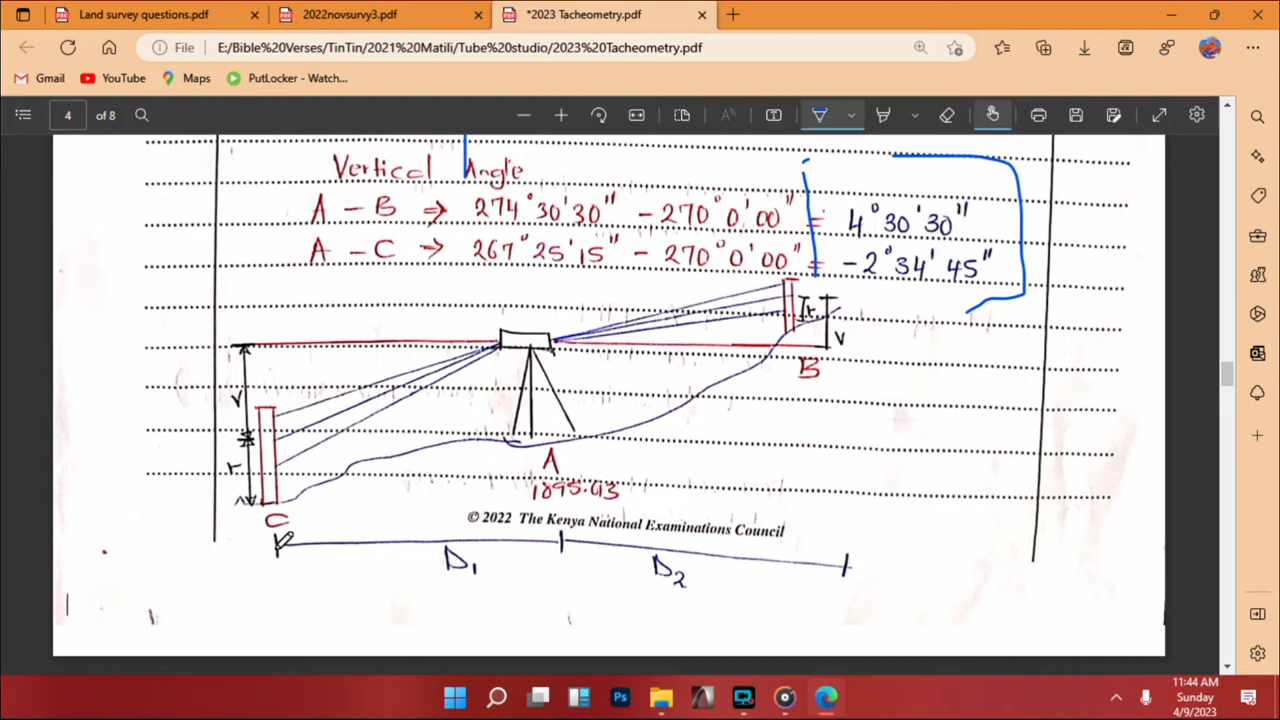 Land survey questions.pdf
2022novsurvy3.pdf
*2023 Tacheometry.pdf
File E:/Bible%20Verses/TinTin/2021%20Matili/Tube%20studio/2023%20Tacheometry.pdf
Gmail YouTube Maps PutLocker - Watch...
4 of 8
Vertical Angle
A - B ⇒ 274°30'30" - 270°0'00" = 4°30'30"
A - C ⇒ 267°25'15" - 270°0'00" = -2°34'45"
r
V
B
V
r
A
C
© 2022 The Kenya National Examinations Council
D1 D2
11:44 AM
Sunday
4/9/2023